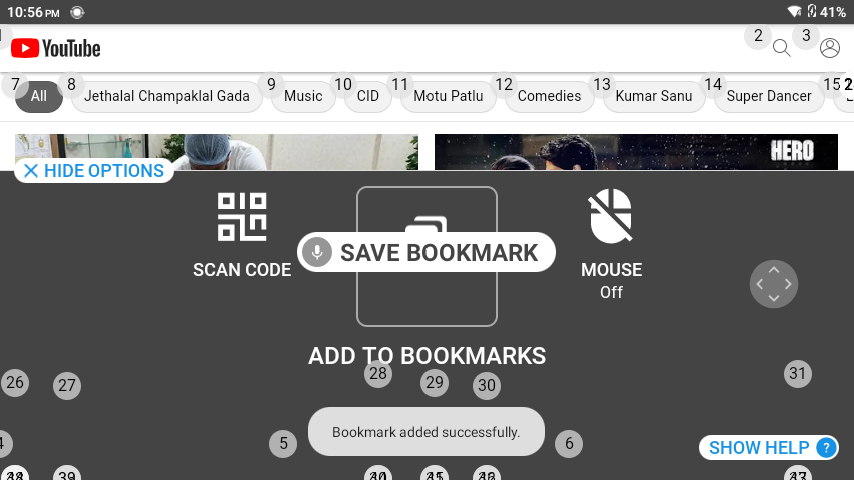 10:56 PM 41%
YouTube 2 3
7 8 9 10 11 12 13 14 15
All Jethalal Champaklal Gada Music CID Motu Patlu Comedies Kumar Sanu Super Dancer
HERO
HIDE OPTIONS
SAVE BOOKMARK
SCAN CODE MOUSE
Off
ADD TO BOOKMARKS
26 27 28 29 30 31
4 5 Bookmark added successfully. 6
SHOW HELP ?
39